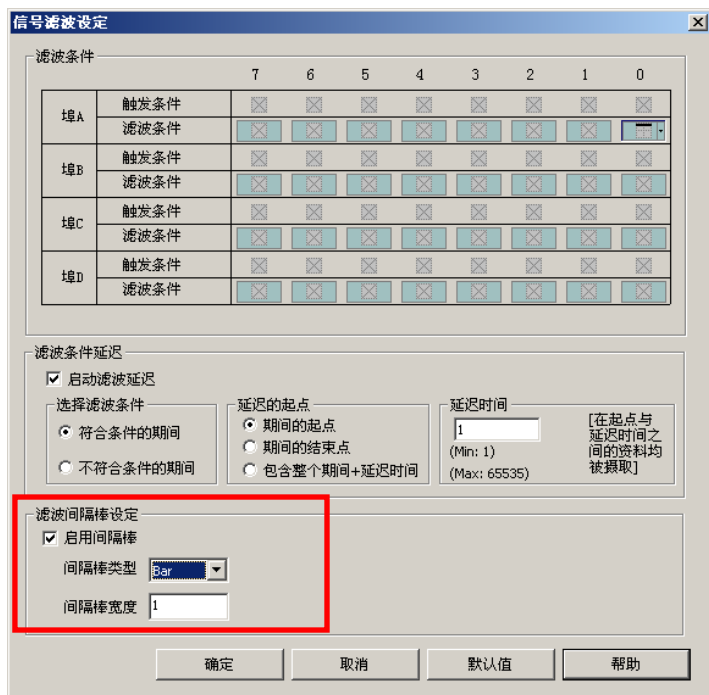 信号滤波设定
滤波条件
7 6 5 4 3 2 1 0
埠A
触发条件
滤波条件
埠B
触发条件
滤波条件
埠C
触发条件
滤波条件
埠D
触发条件
滤波条件
滤波条件延迟
启动滤波延迟
选择滤波条件
符合条件的期间
不符合条件的期间
延迟的起点
期间的起点
期间的结束点
包含整个期间+延迟时间
延迟时间
1
(Min: 1)
(Max: 65535)
[在起点与
延迟时间之
间的资料均
被摄取]
滤波间隔棒设定
启用间隔棒
间隔棒类型 Bar
间隔棒宽度 1
确定 取消 默认值 帮助